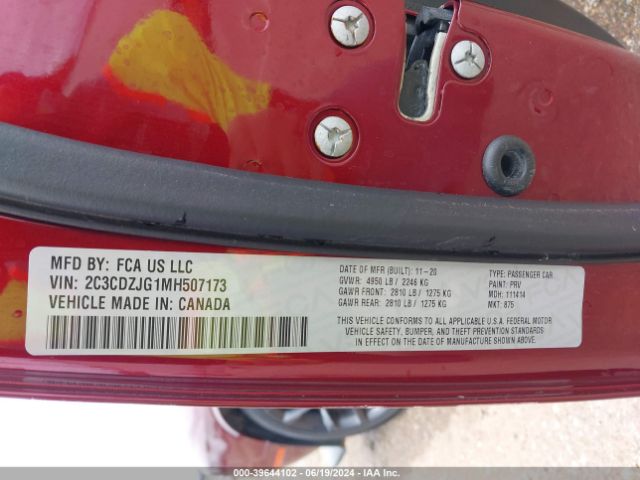 MFD BY: FCA US LLC
VIN: 2C3CDZJG1MH507173
VEHICLE MADE IN: CANADA
DATE OF MFR (BUILT): 11-20
GVWR: 4950 LB / 2246 KG
GAWR FRONT: 2810 LB / 1275 KG
GAWR REAR: 2810 LB / 1275 KG
TYPE: PASSENGER CAR
PAINT: PRV
MDH: 111414
MKT: 875
THIS VEHICLE CONFORMS TO ALL APPLICABLE U.S.A. FEDERAL MOTOR
VEHICLE SAFETY, BUMPER, AND THEFT PREVENTION STANDARDS
IN EFFECT ON THE DATE OF MANUFACTURE SHOWN ABOVE.
000-39644102 - 06/19/2024 - IAA Inc.